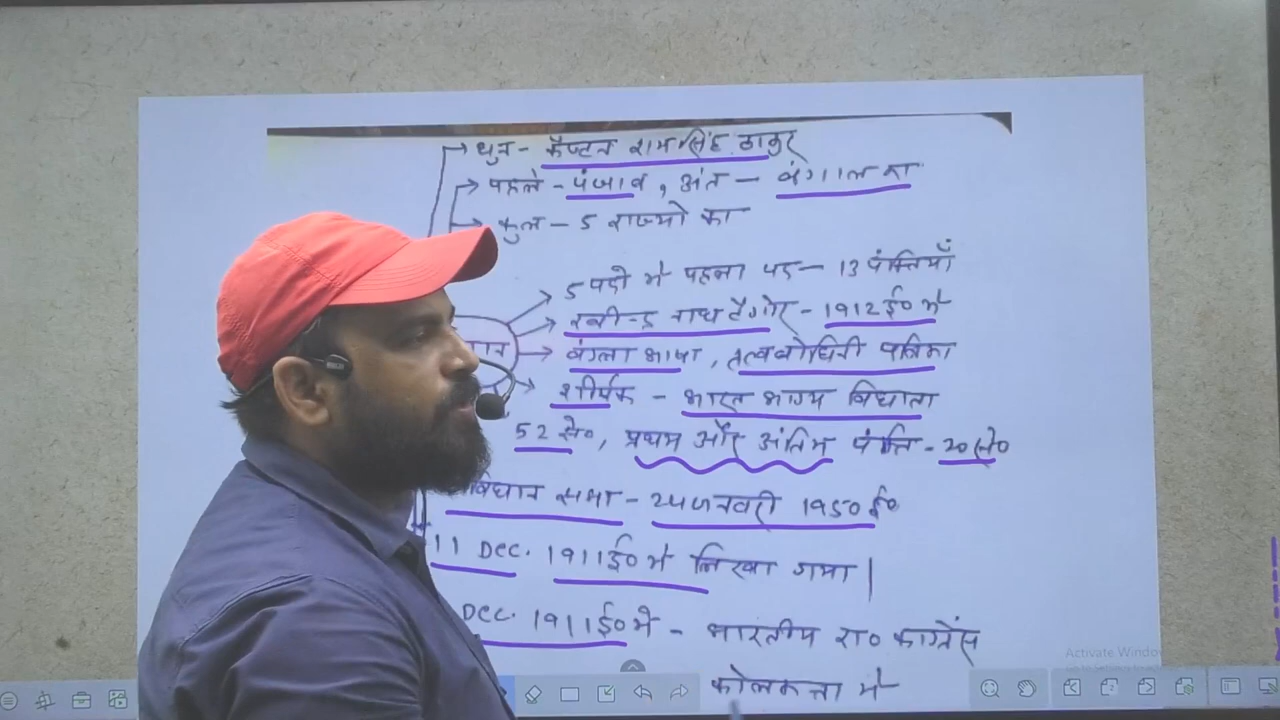 धुन- कैप्टन रामसिंह ठाकुर
पहले - पंजाब, अंत - बंगाल का
कुल - 5 राज्यों का
5 पदों में पहला पद - 13 पंक्तियाँ
रवीन्द्र नाथ टैगोर - 1912 ई० में
गान
बंग्ला भाषा, तत्वबोधिनी पत्रिका
शीर्षक - भारत भाग्य विधाता
52 से०, प्रथम और अंतिम पंक्ति - 20 से०
विधान सभा - 24 जनवरी 1950 ई०
11 Dec. 1911 ई० में लिखा गया |
Dec. 1911 ई० में - भारतीय रा० कांग्रेस
कोलकत्ता में
Activate Window